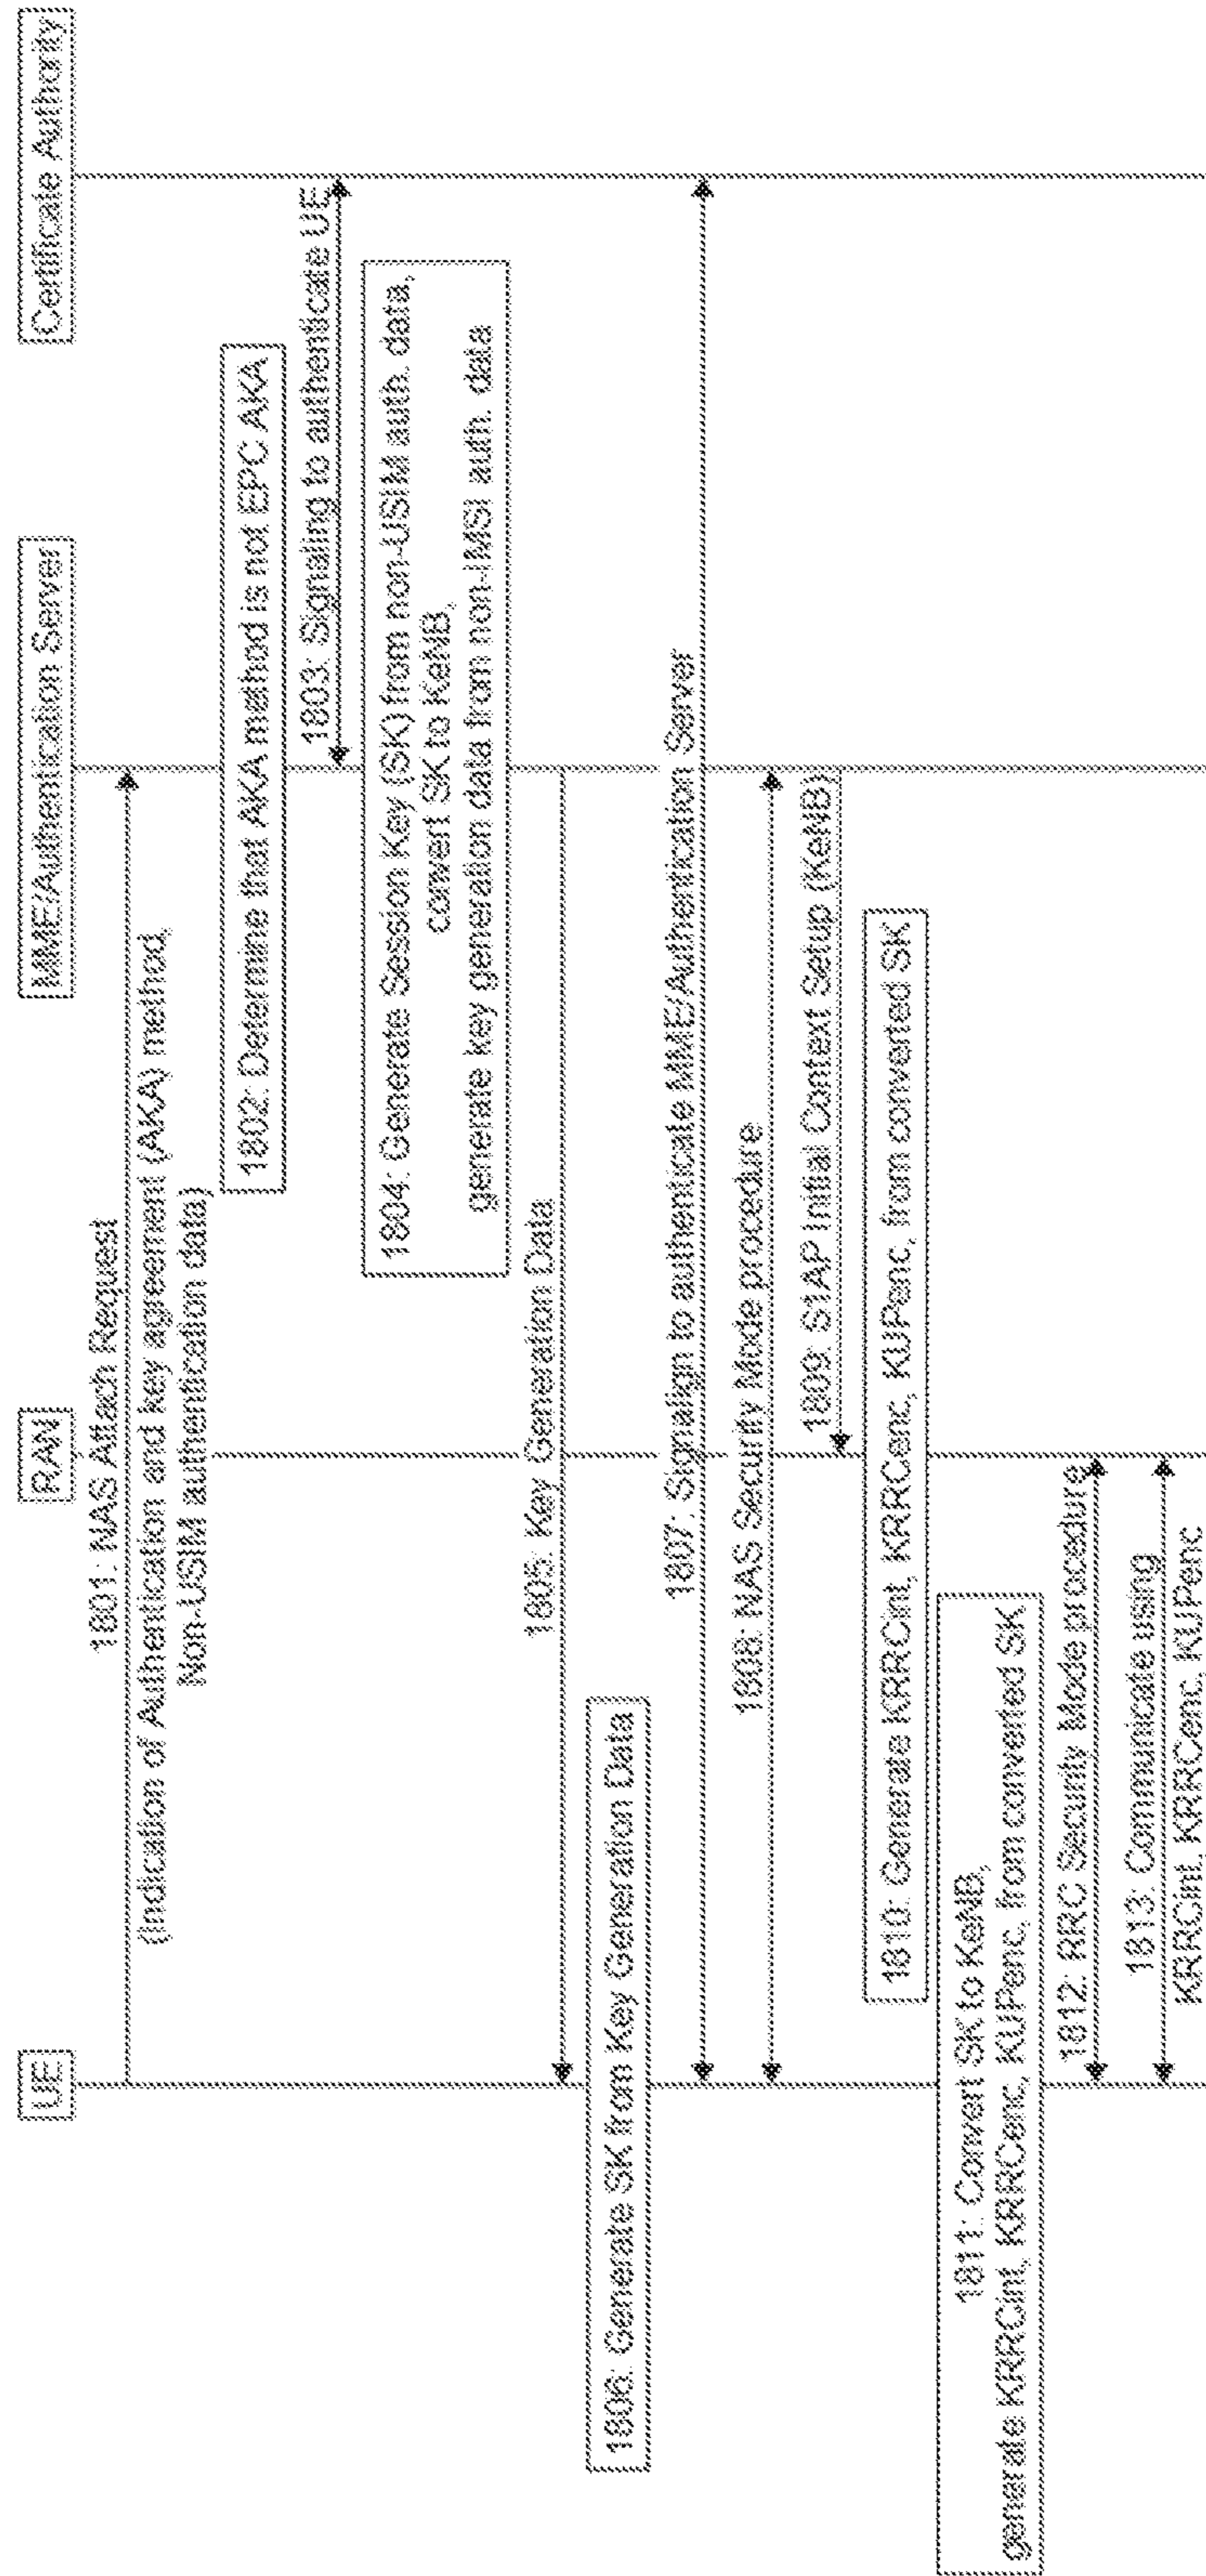 UE
RAN
MME/Authentication Server
Certificate Authority
1801: NAS Attach Request
(Indication of Authentication and key agreement (AKA) method,
Non-USIM authentication data)
1802: Determine that AKA method is not EPC AKA
1803: Signaling to authenticate UE
1804: Generate Session Key (SK) from non-USIM auth. data,
convert SK to KeNB,
generate key generation data from non-IMSI auth. data
1805: Key Generation Data
1806: Generate SK from Key Generation Data
1807: Signalign to authenticate MME/Authentication Server
1808: NAS Security Mode procedure
1809: S1AP Initial Context Setup (KeNB)
1810: Generate KRRCint, KRRCenc, KUPenc, from converted SK
1811: Convert SK to KeNB,
generate KRRCint, KRRCenc, KUPenc, from converted SK
1812: RRC Security Mode procedure
1813: Communicate using
KRRCint, KRRCenc, KUPenc